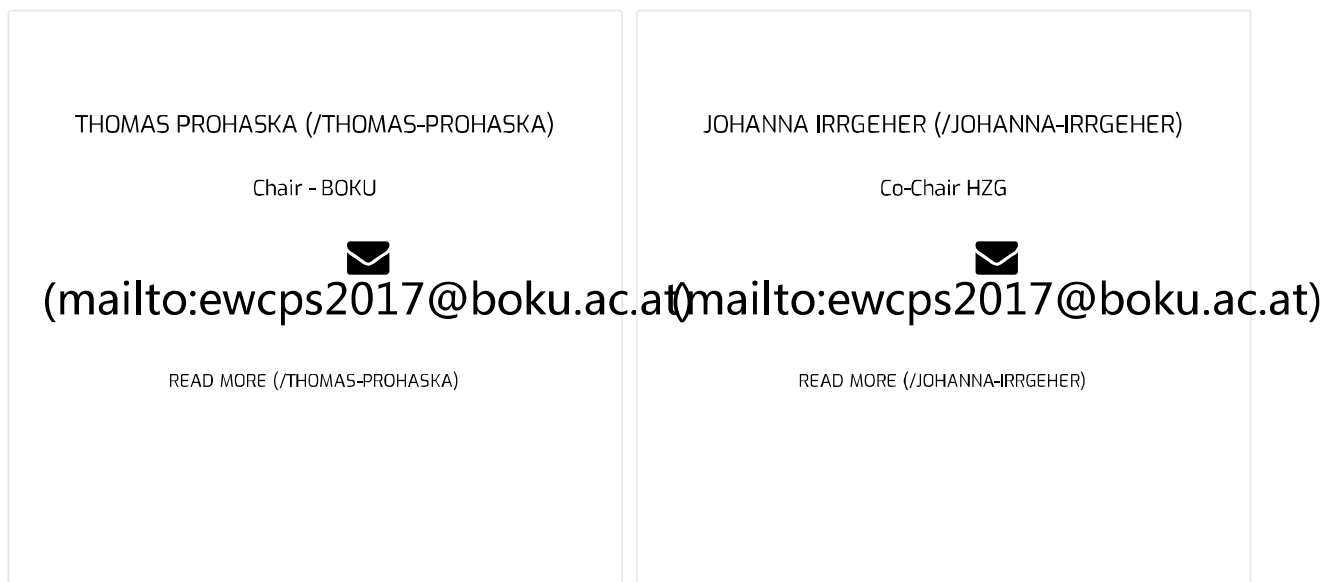 THOMAS PROHASKA (/THOMAS-PROHASKA)
Chair - BOKU
(mailto:ewcps2017@boku.ac.at)
READ MORE (/THOMAS-PROHASKA)
JOHANNA IRRGEHER (/JOHANNA-IRRGEHER)
Co-Chair HZG
(mailto:ewcps2017@boku.ac.at)
READ MORE (/JOHANNA-IRRGEHER)